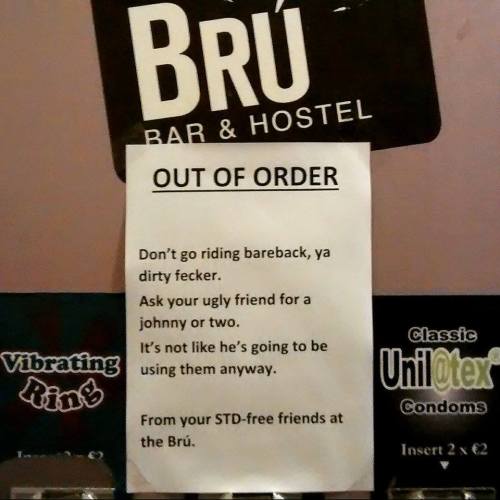 BRÚ
BAR & HOSTEL
OUT OF ORDER
Don't go riding bareback, ya
dirty fecker.
Ask your ugly friend for a
johnny or two.
It's not like he's going to be
using them anyway.
From your STD-free friends at
the Brú.
Vibrating
Ring
Classic
Unil@tex
Condoms
Insert 2 x €2